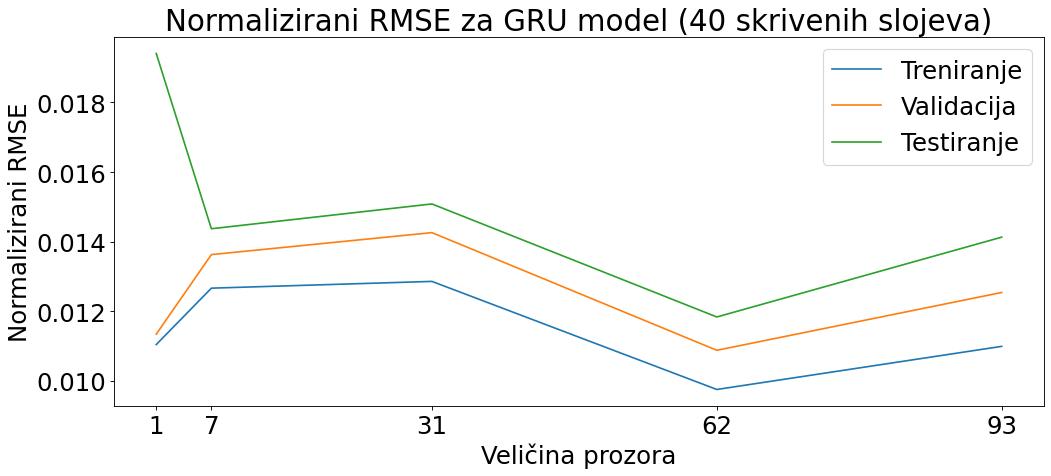 Normalizirani RMSE za GRU model (40 skrivenih slojeva)
Normalizirani RMSE
0.018
0.016
0.014
0.012
0.010
Treniranje
Validacija
Testiranje
1 7 31 62 93
Veličina prozora